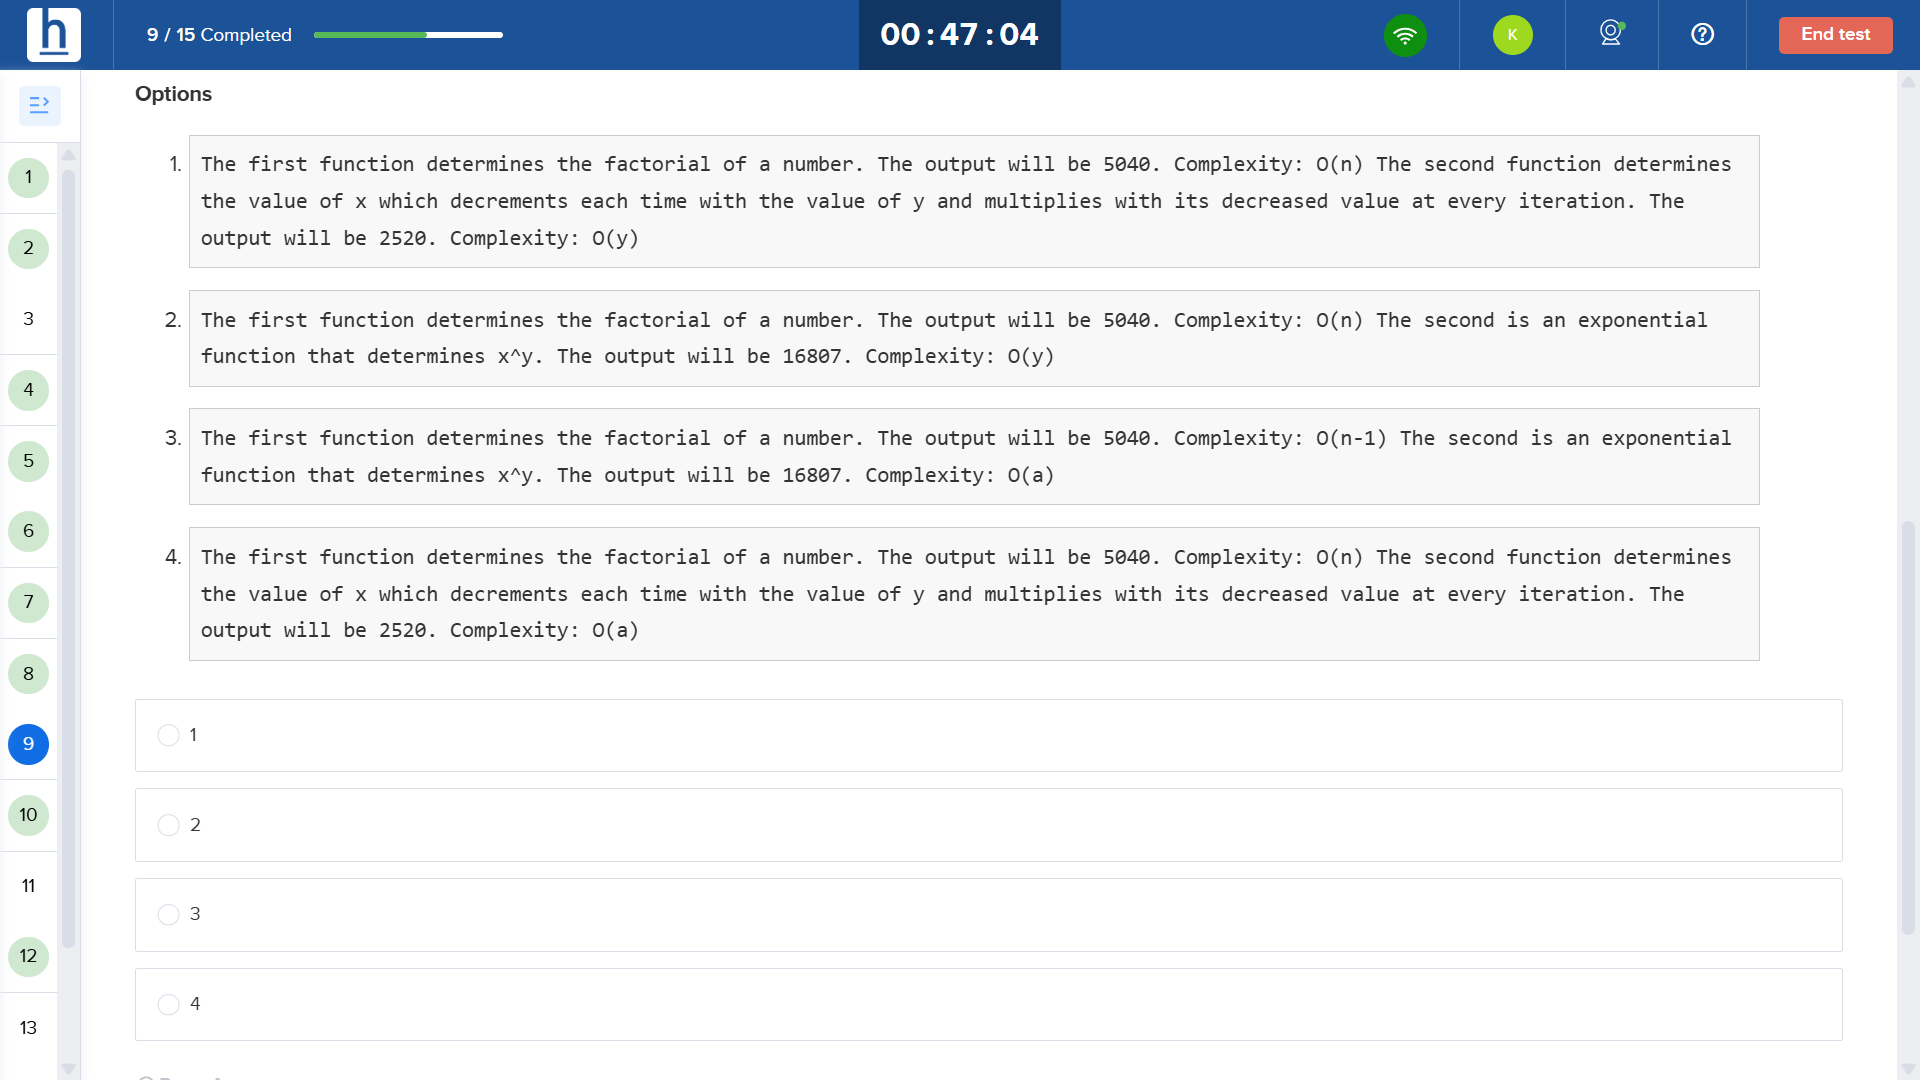 h
9 / 15 Completed
00 : 47 : 04
K
?
End test
Options
1. The first function determines the factorial of a number. The output will be 5040. Complexity: O(n) The second function determines
the value of x which decrements each time with the value of y and multiplies with its decreased value at every iteration. The
output will be 2520. Complexity: O(y)
2. The first function determines the factorial of a number. The output will be 5040. Complexity: O(n) The second is an exponential
function that determines x^y. The output will be 16807. Complexity: O(y)
3. The first function determines the factorial of a number. The output will be 5040. Complexity: O(n-1) The second is an exponential
function that determines x^y. The output will be 16807. Complexity: O(a)
4. The first function determines the factorial of a number. The output will be 5040. Complexity: O(n) The second function determines
the value of x which decrements each time with the value of y and multiplies with its decreased value at every iteration. The
output will be 2520. Complexity: O(a)
1
2
3
4
1
2
3
4
5
6
7
8
9
10
11
12
13